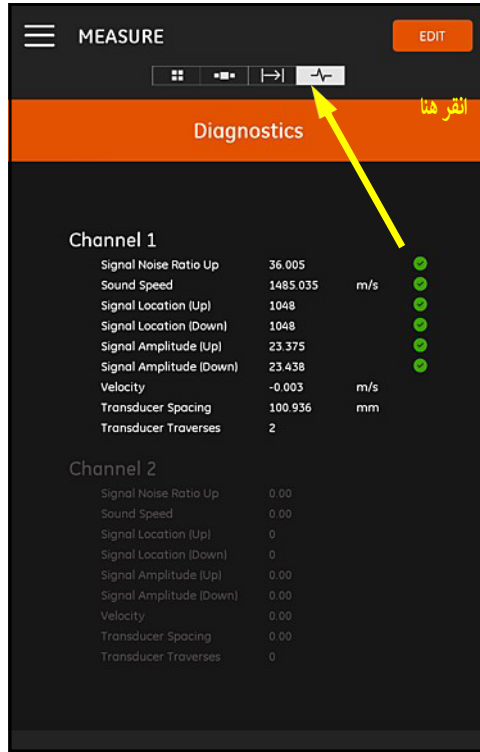 MEASURE
EDIT
انقر هنا
Diagnostics
Channel 1
Signal Noise Ratio Up 36.005
Sound Speed 1485.035 m/s
Signal Location (Up) 1048
Signal Location (Down) 1048
Signal Amplitude (Up) 23.375
Signal Amplitude (Down) 23.438
Velocity -0.003 m/s
Transducer Spacing 100.936 mm
Transducer Traverses 2
Channel 2
Signal Noise Ratio Up 0.00
Sound Speed 0.00
Signal Location (Up) 0
Signal Location (Down) 0
Signal Amplitude (Up) 0.00
Signal Amplitude (Down) 0.00
Velocity 0.00
Transducer Spacing 0.00
Transducer Traverses 0